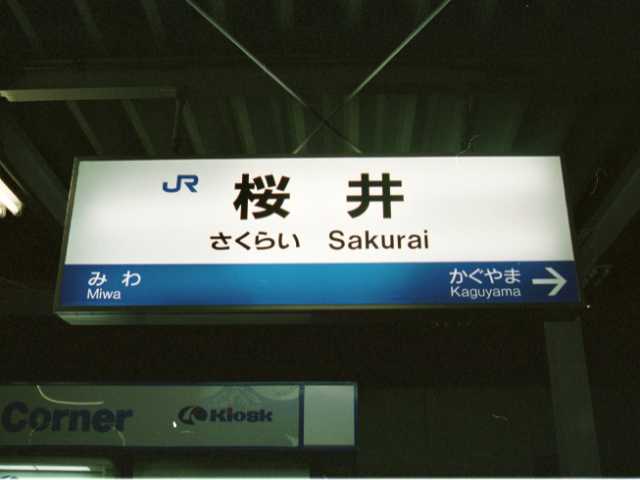 JR 桜井
さくらい Sakurai
みわ かぐやま →
Miwa Kaguyama
Corner Kiosk